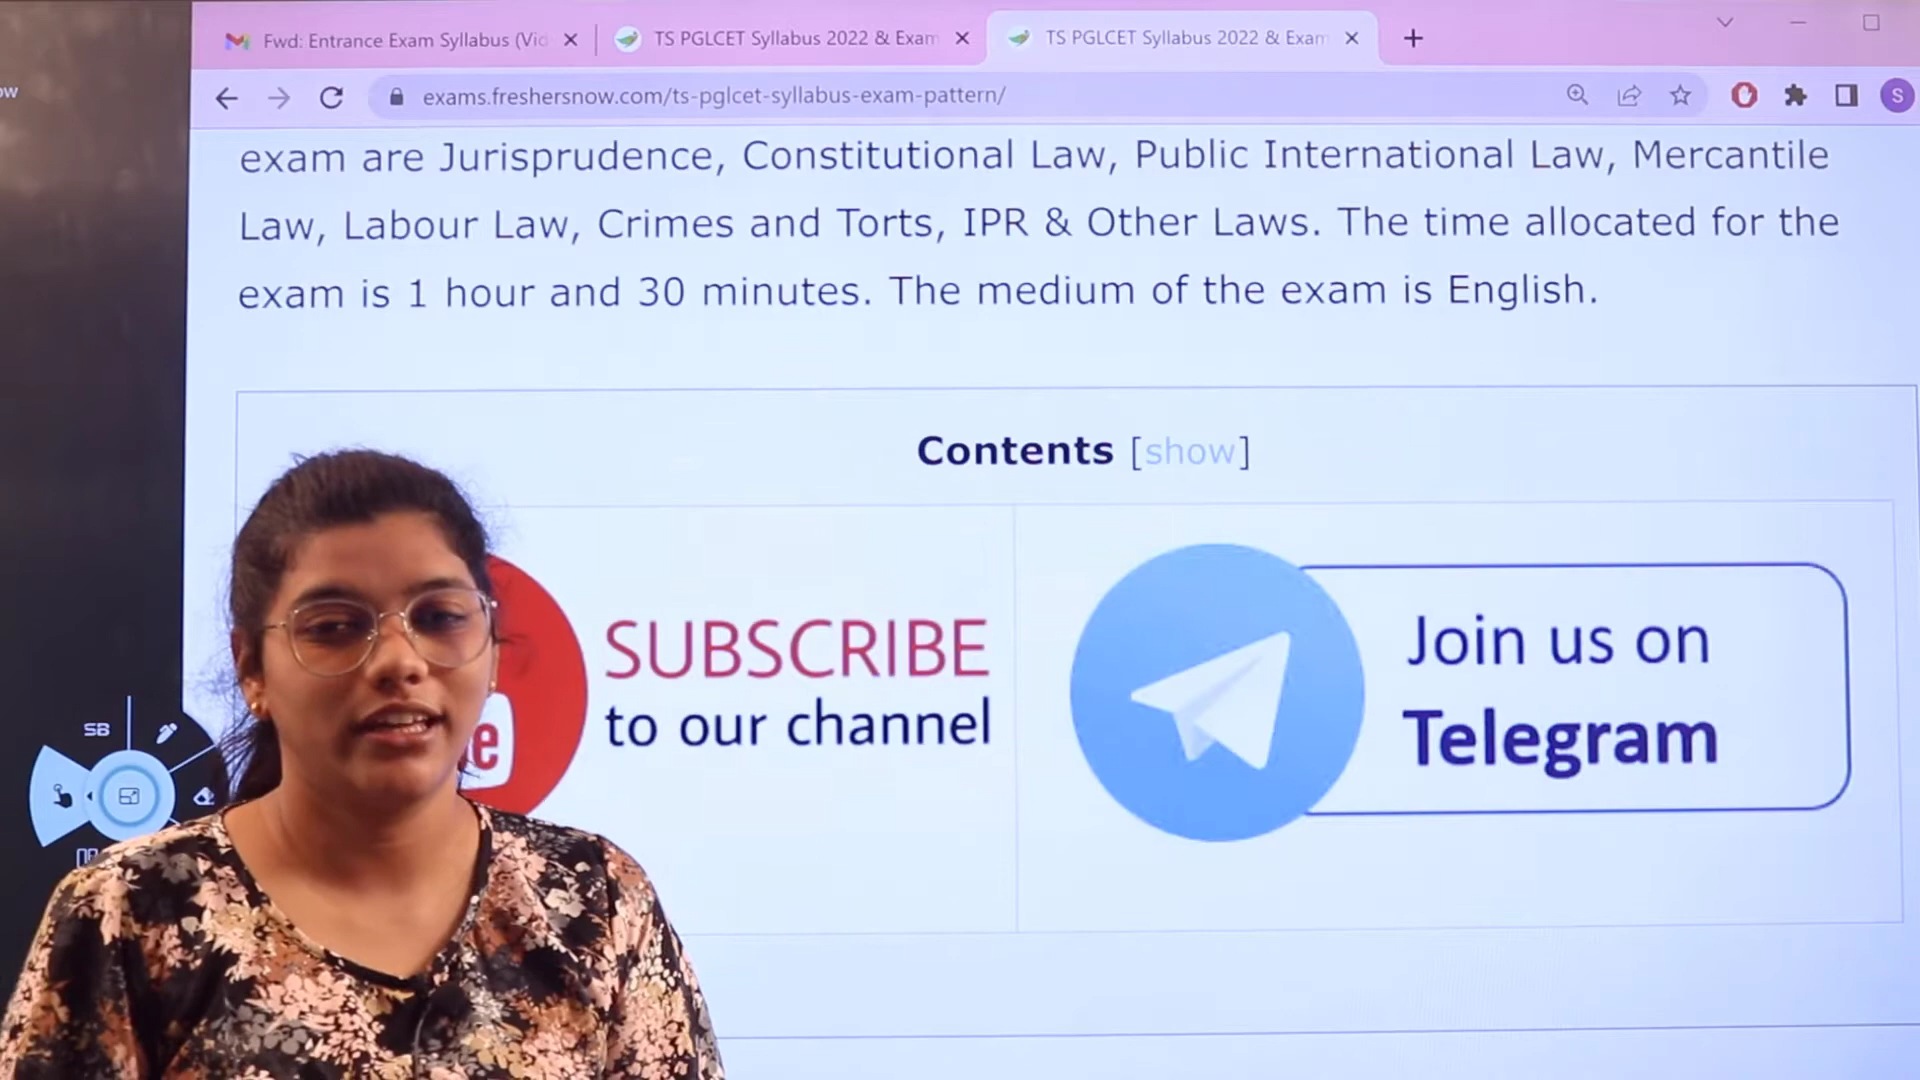 Fwd: Entrance Exam Syllabus (Vid
TS PGLCET Syllabus 2022 & Exam
TS PGLCET Syllabus 2022 & Exam
ow
exams.freshersnow.com/ts-pglcet-syllabus-exam-pattern/
S
exam are Jurisprudence, Constitutional Law, Public International Law, Mercantile
Law, Labour Law, Crimes and Torts, IPR & Other Laws. The time allocated for the
exam is 1 hour and 30 minutes. The medium of the exam is English.
Contents [show]
SUBSCRIBE
to our channel
e
Join us on
Telegram
SB